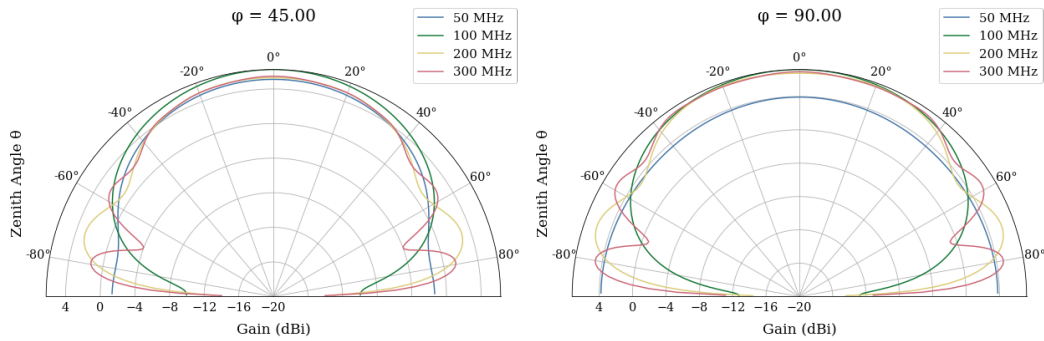 φ = 45.00
50 MHz
100 MHz
200 MHz
300 MHz
0°
-20°
20°
-40°
40°
-60°
60°
-80°
80°
Zenith Angle θ
4 0 −4 −8 −12 −16 −20
Gain (dBi)
φ = 90.00
50 MHz
100 MHz
200 MHz
300 MHz
0°
-20°
20°
-40°
40°
-60°
60°
-80°
80°
Zenith Angle θ
4 0 −4 −8 −12 −16 −20
Gain (dBi)